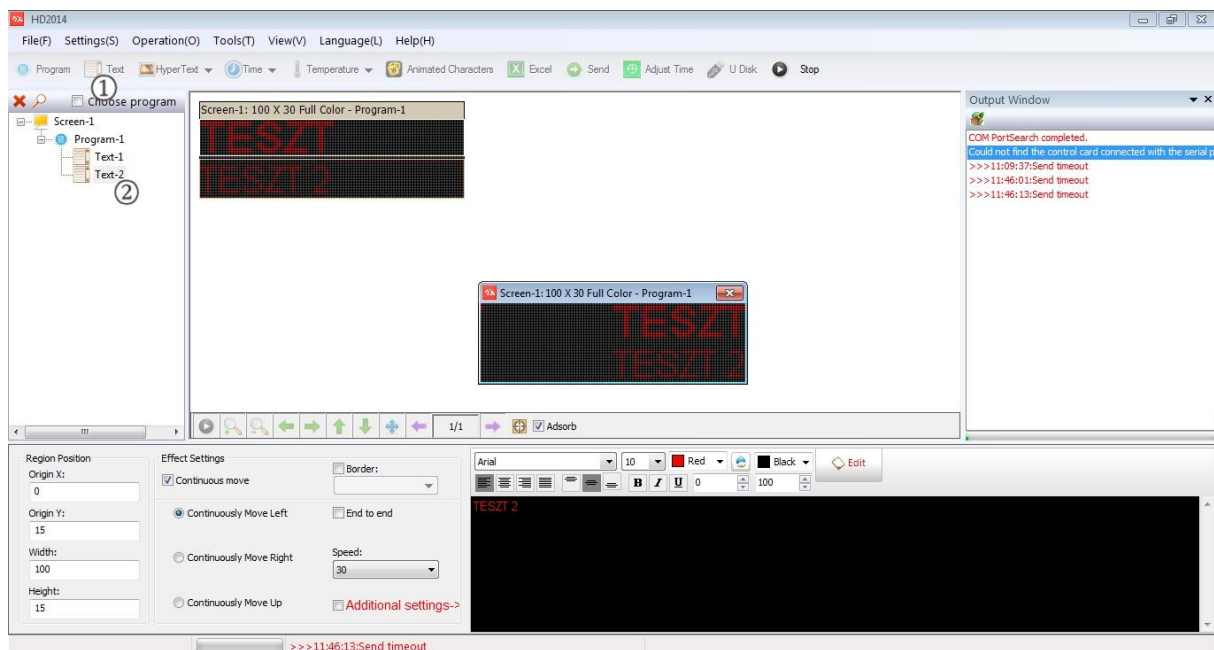 HD2014
File(F) Settings(S) Operation(O) Tools(T) View(V) Language(L) Help(H)
Program Text HyperText Time Temperature Animated Characters Excel Send Adjust Time U Disk Stop
①
Choose program
Screen-1
Program-1
Text-1
Text-2
②
Screen-1: 100 X 30 Full Color - Program-1
TESZT
TESZT 2
Screen-1: 100 X 30 Full Color - Program-1
TESZT
TESZT 2
1/1 Adsorb
Output Window
COM PortSearch completed.
Could not find the control card connected with the serial p
>>>11:09:37:Send timeout
>>>11:46:01:Send timeout
>>>11:46:13:Send timeout
Region Position
Origin X:
0
Origin Y:
15
Width:
100
Height:
15
Effect Settings
Continuous move
Border:
Continuously Move Left
End to end
Continuously Move Right
Speed:
30
Continuously Move Up
Additional settings->
Arial 10 Red Black Edit
B I U 0 100
TESZT 2
>>>11:46:13:Send timeout